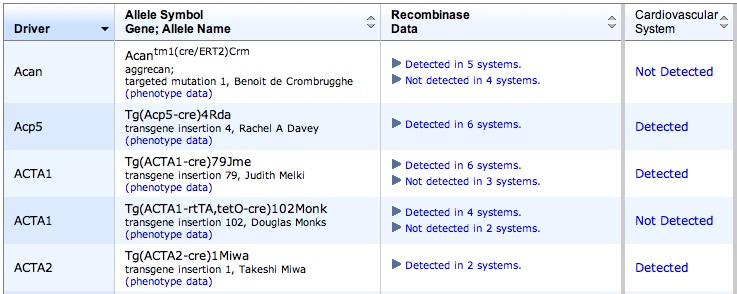 Driver
Allele Symbol
Gene; Allele Name
Recombinase
Data
Cardiovascular
System
Acan
Acantm1(cre/ERT2)Crm
aggrecan;
targeted mutation 1, Benoit de Crombrugghe
(phenotype data)
Detected in 5 systems.
Not detected in 4 systems.
Not Detected
Acp5
Tg(Acp5-cre)4Rda
transgene insertion 4, Rachel A Davey
(phenotype data)
Detected in 6 systems.
Detected
ACTA1
Tg(ACTA1-cre)79Jme
transgene insertion 79, Judith Melki
(phenotype data)
Detected in 6 systems.
Not detected in 3 systems.
Detected
ACTA1
Tg(ACTA1-rtTA,tetO-cre)102Monk
transgene insertion 102, Douglas Monks
(phenotype data)
Detected in 4 systems.
Not detected in 2 systems.
Not Detected
ACTA2
Tg(ACTA2-cre)1Miwa
transgene insertion 1, Takeshi Miwa
(phenotype data)
Detected in 2 systems.
Detected